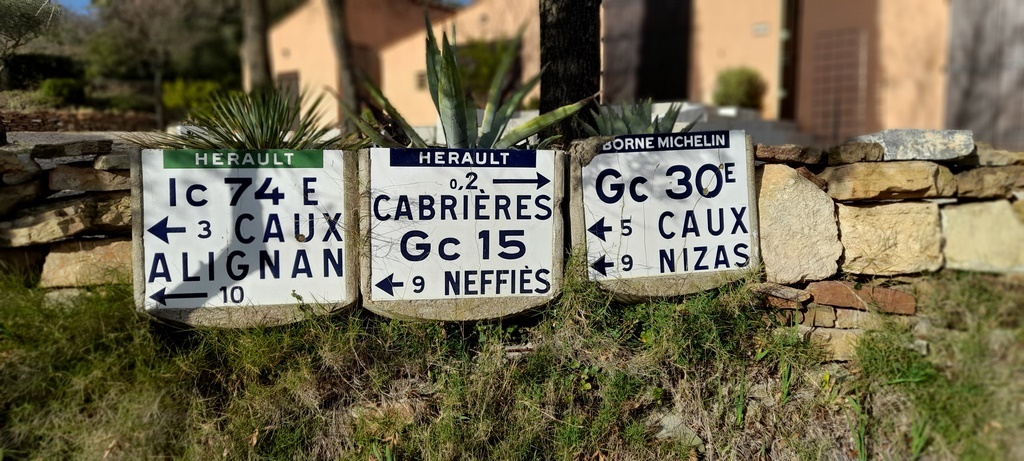 HERAULT
Ic 74 E
← 3 CAUX
ALIGNAN
← 10
HERAULT
0,2 →
CABRIÈRES
Gc 15
← 9 NEFFIÈS
BORNE MICHELIN
Gc 30E
← 5 CAUX
← 9 NIZAS